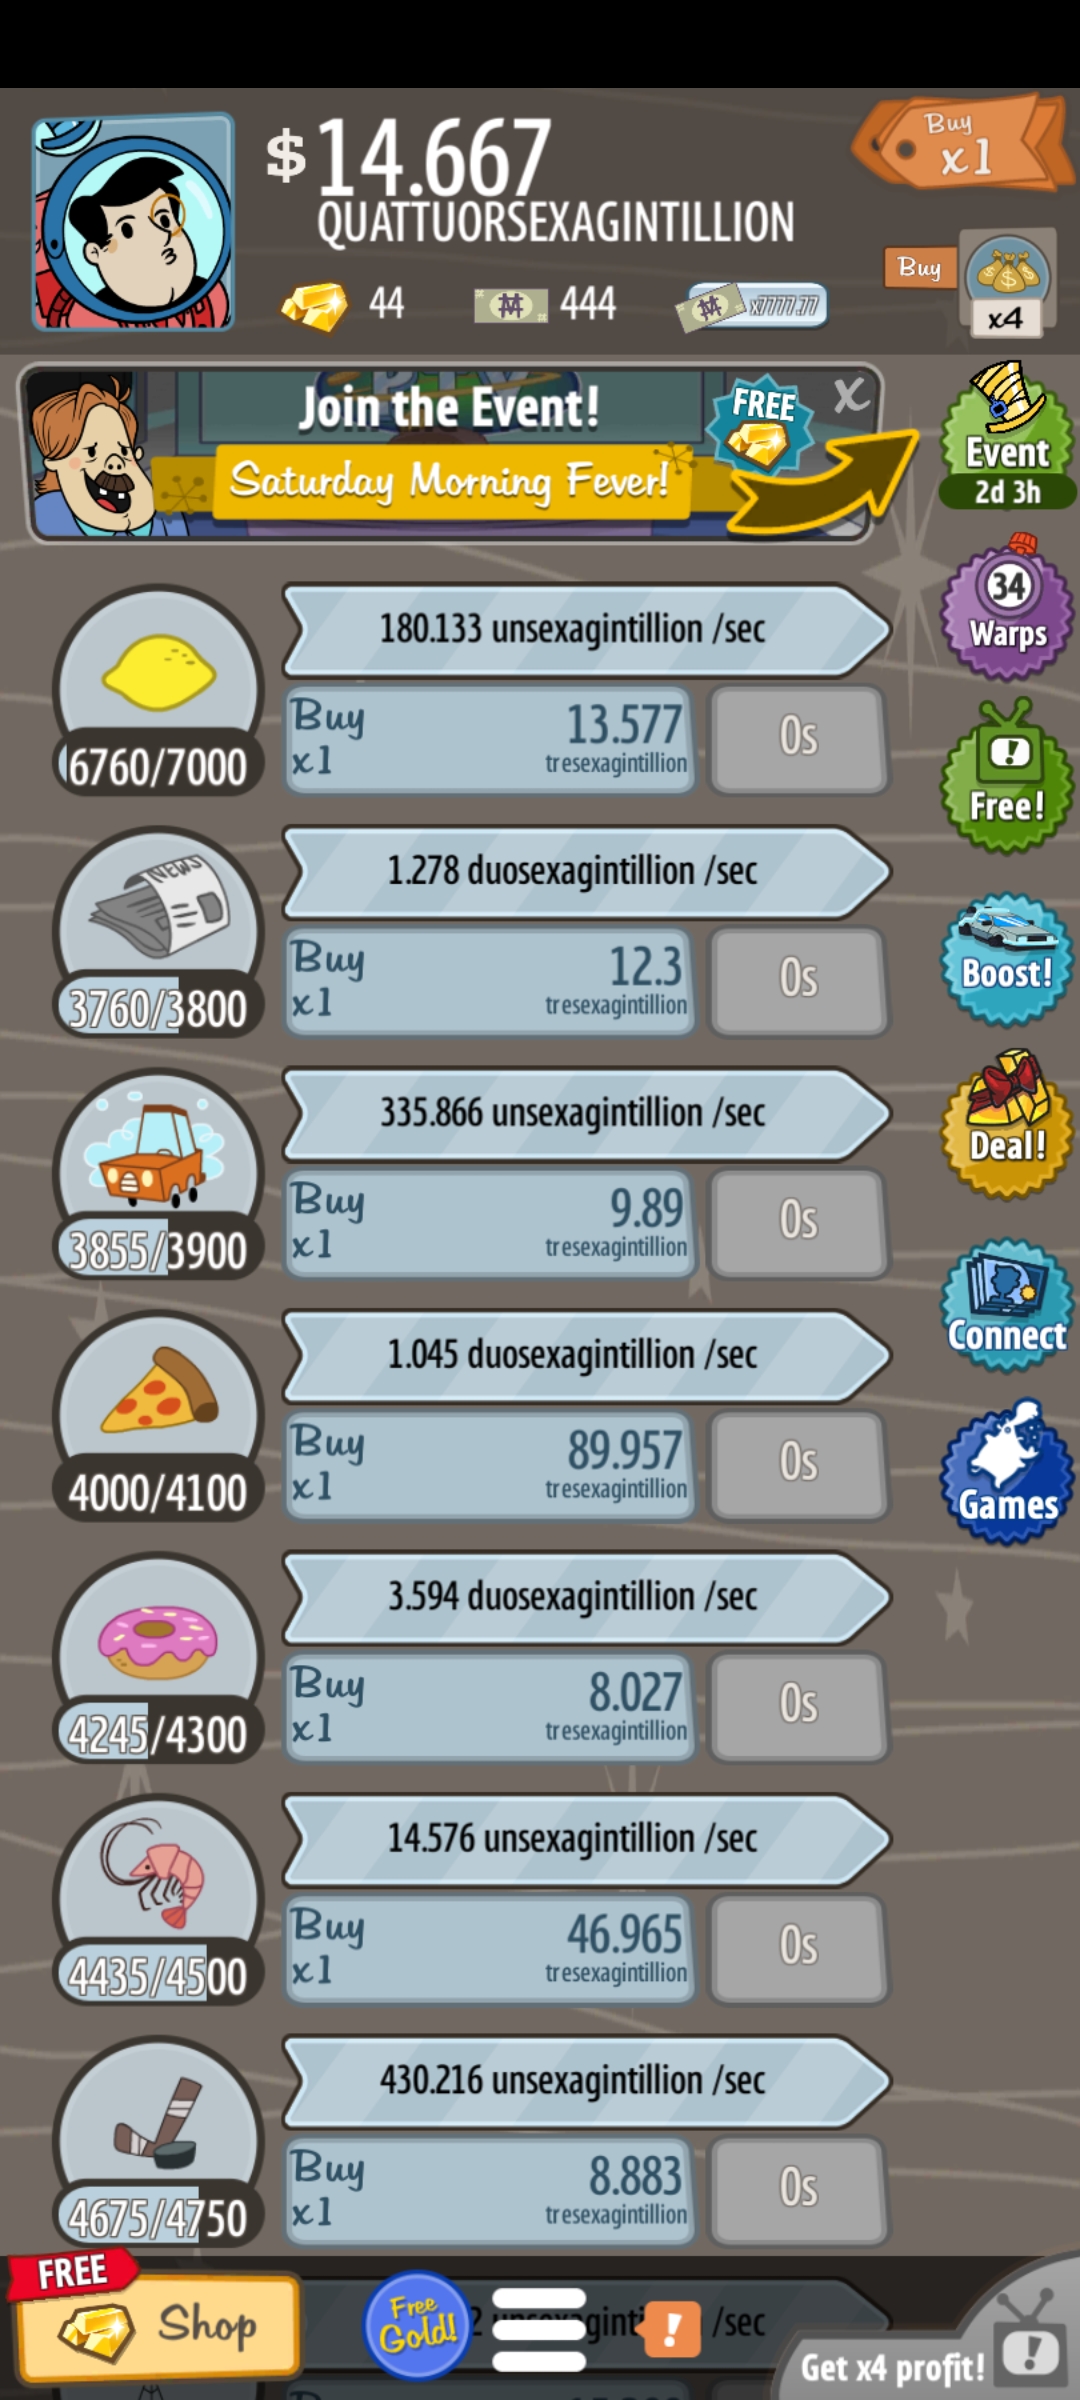 $14.667
QUATTUORSEXAGINTILLION
Buy
x1
44
444
x7777.77
Buy
x4
Join the Event!
FREE
X
Saturday Morning Fever!
Event
2d 3h
34
Warps
Free!
Boost!
Deal!
Connect
Games
180.133 unsexagintillion /sec
6760/7000
Buy
x1
13.577
tresexagintillion
0s
NEWS
1.278 duosexagintillion /sec
3760/3800
Buy
x1
12.3
tresexagintillion
0s
335.866 unsexagintillion /sec
3855/3900
Buy
x1
9.89
tresexagintillion
0s
1.045 duosexagintillion /sec
4000/4100
Buy
x1
89.957
tresexagintillion
0s
3.594 duosexagintillion /sec
4245/4300
Buy
x1
8.027
tresexagintillion
0s
14.576 unsexagintillion /sec
4435/4500
Buy
x1
46.965
tresexagintillion
0s
430.216 unsexagintillion /sec
4675/4750
Buy
x1
8.883
tresexagintillion
0s
FREE
Shop
Free
Gold!
/sec
Get x4 profit!